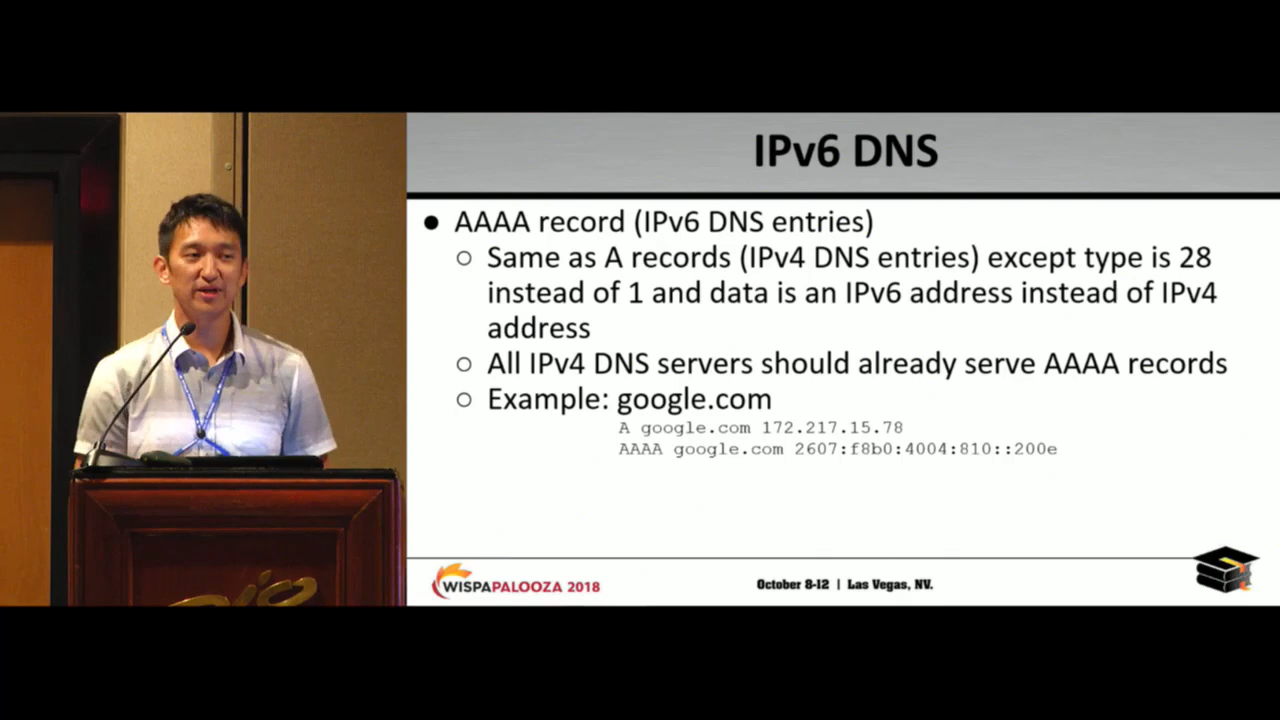 IPv6 DNS
● AAAA record (IPv6 DNS entries)
○ Same as A records (IPv4 DNS entries) except type is 28
instead of 1 and data is an IPv6 address instead of IPv4
address
○ All IPv4 DNS servers should already serve AAAA records
○ Example: google.com
A google.com 172.217.15.78
AAAA google.com 2607:f8b0:4004:810::200e
WISPAPALOOZA 2018
October 8-12 | Las Vegas, NV.